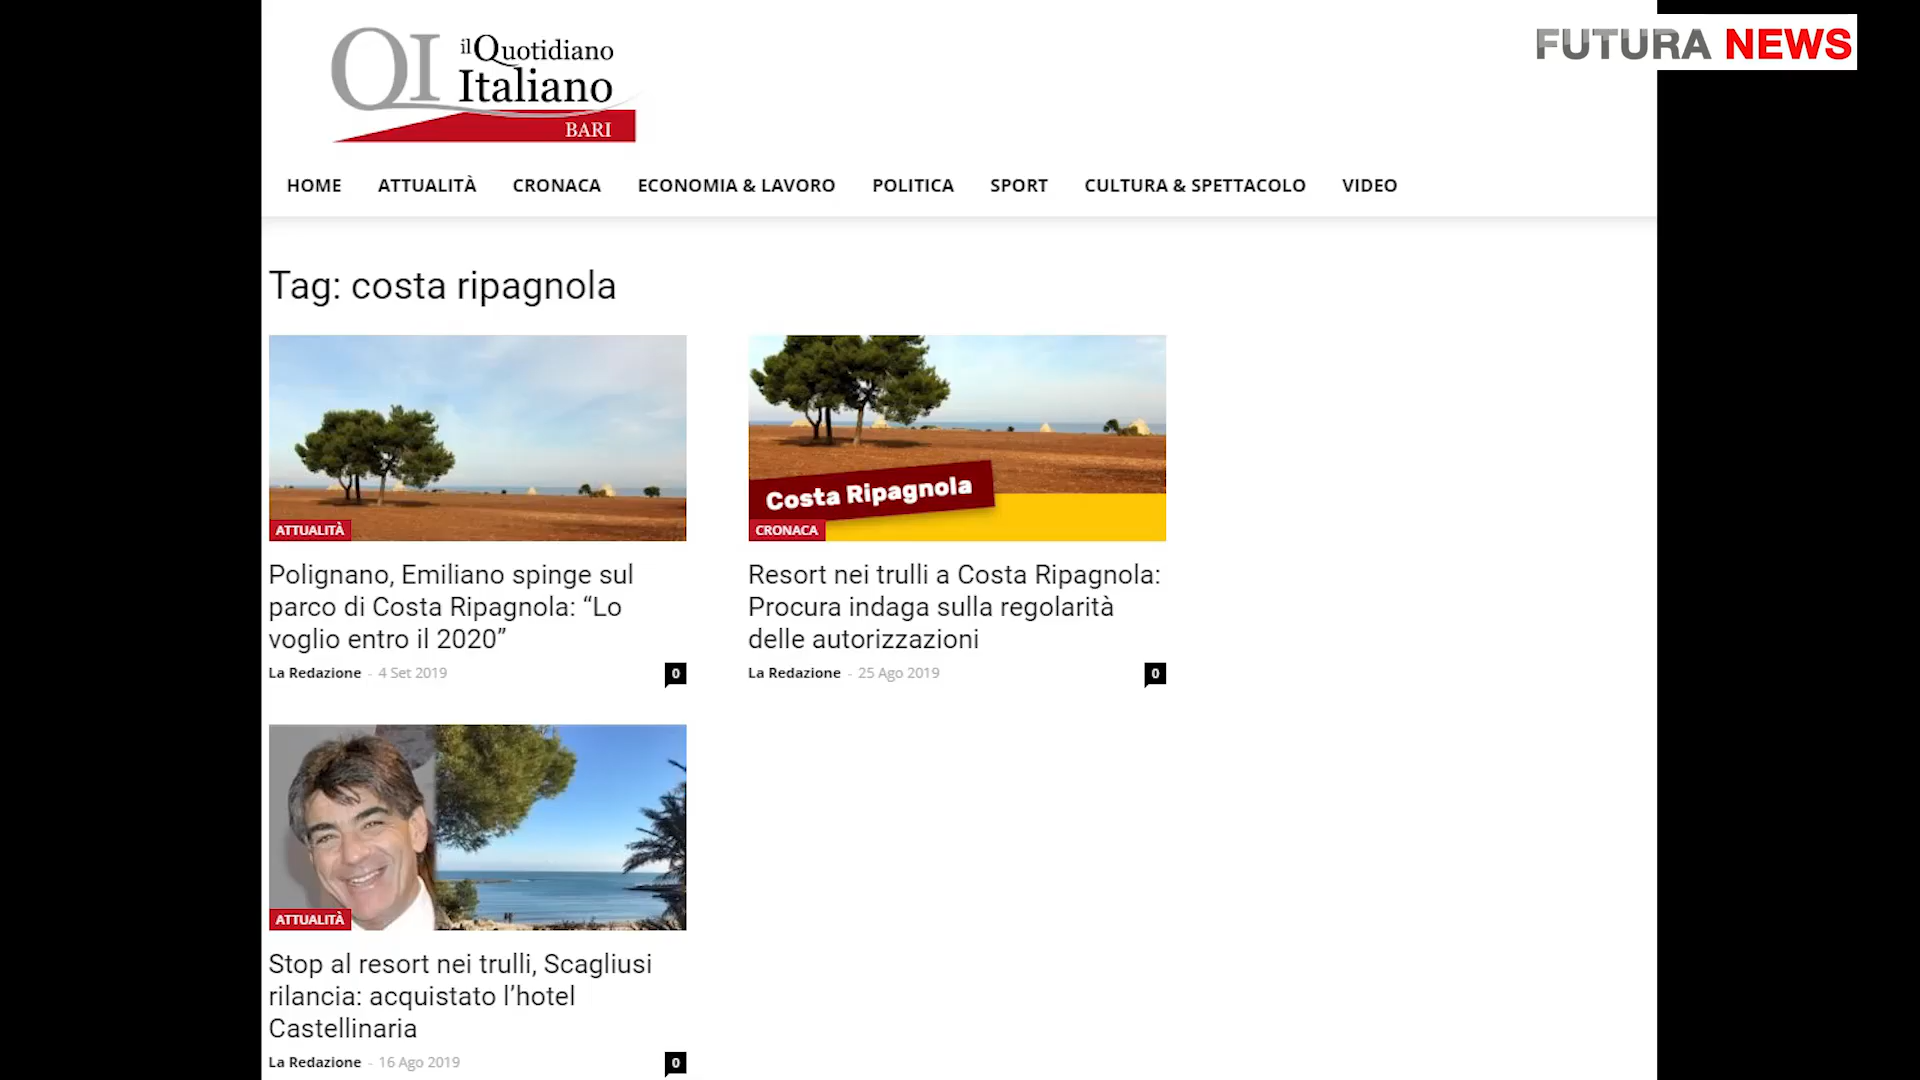 FUTURA NEWS
QI il Quotidiano
Italiano
BARI
HOME ATTUALITÀ CRONACA ECONOMIA & LAVORO POLITICA SPORT CULTURA & SPETTACOLO VIDEO
Tag: costa ripagnola
ATTUALITÀ
Polignano, Emiliano spinge sul
parco di Costa Ripagnola: “Lo
voglio entro il 2020”
La Redazione - 4 Set 2019 0
Costa Ripagnola
CRONACA
Resort nei trulli a Costa Ripagnola:
Procura indaga sulla regolarità
delle autorizzazioni
La Redazione - 25 Ago 2019 0
ATTUALITÀ
Stop al resort nei trulli, Scagliusi
rilancia: acquistato l’hotel
Castellinaria
La Redazione - 16 Ago 2019 0